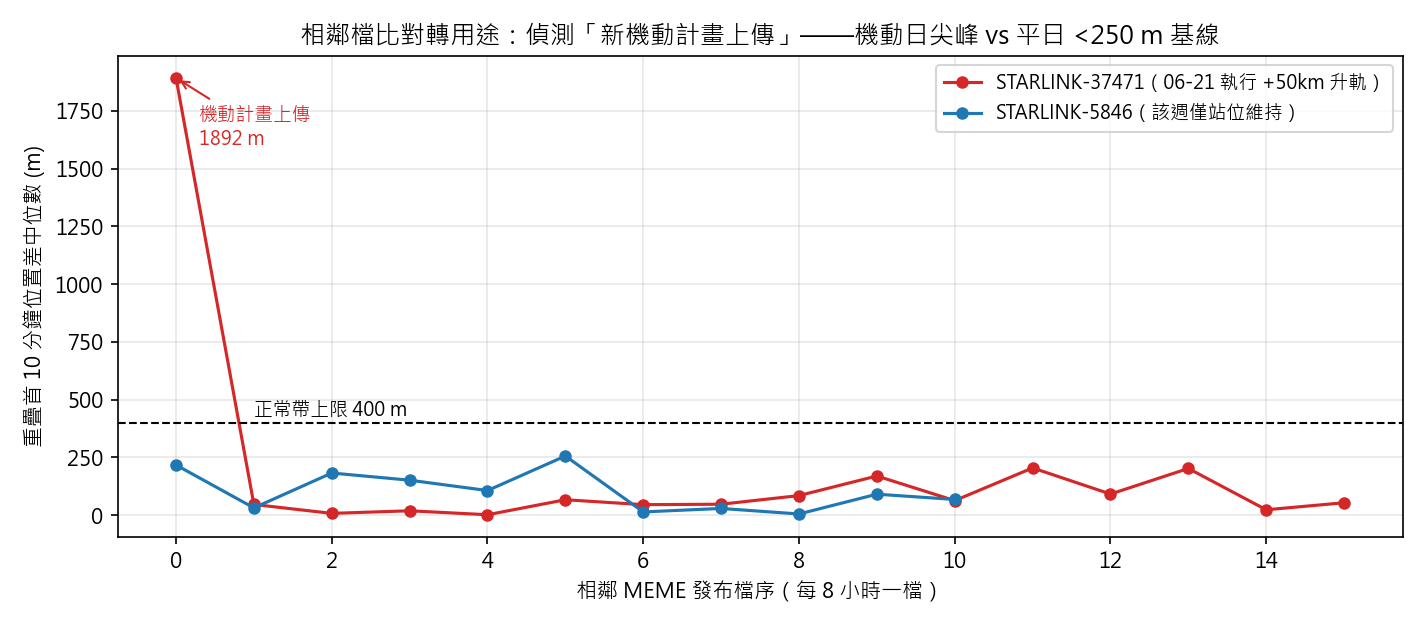 相鄰檔比對轉用途：偵測「新機動計畫上傳」——機動日尖峰 vs 平日 <250 m 基線
STARLINK-37471（06-21 執行 +50km 升軌）
STARLINK-5846（該週僅站位維持）
機動計畫上傳
1892 m
正常帶上限 400 m
重疊首 10 分鐘位置差中位數 (m)
1750
1500
1250
1000
750
500
250
0
0 2 4 6 8 10 12 14
相鄰 MEME 發布檔序（每 8 小時一檔）